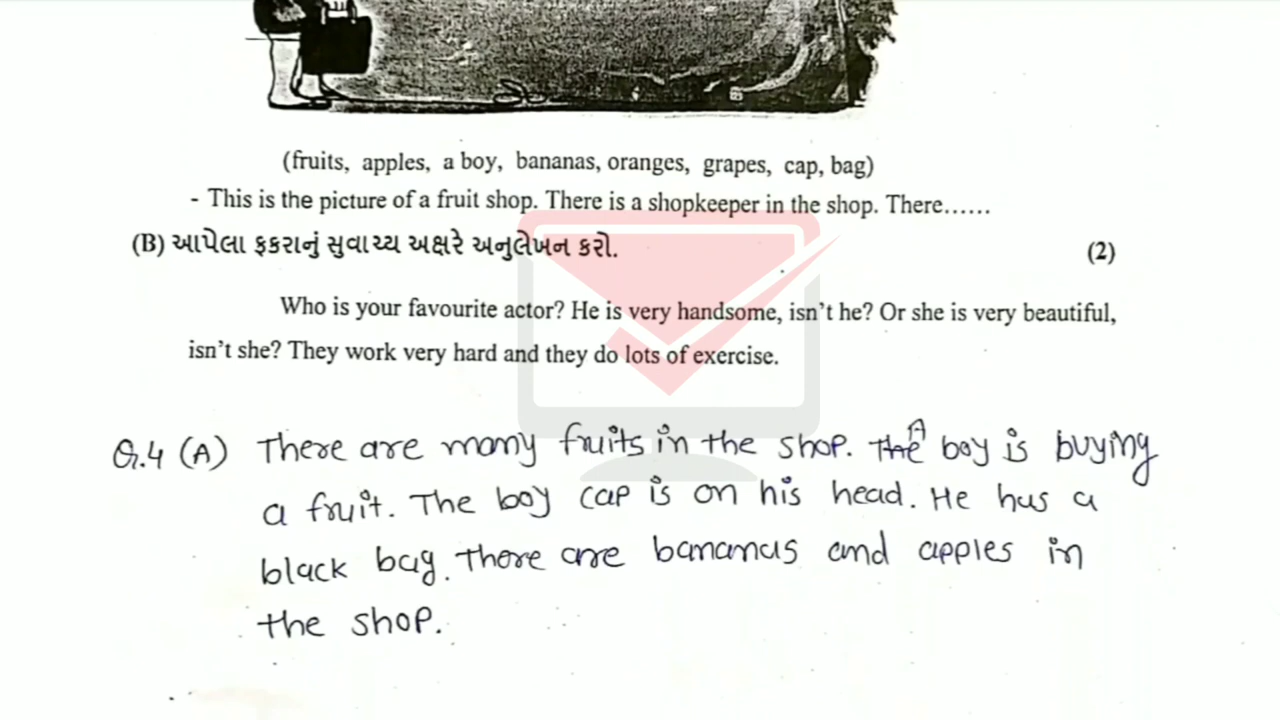 (fruits, apples, a boy, bananas, oranges, grapes, cap, bag)
- This is the picture of a fruit shop. There is a shopkeeper in the shop. There......
(B) આપેલા ફકરાનું સુવાચ્ય અક્ષરે અનુલેખન કરો. (2)
Who is your favourite actor? He is very handsome, isn't he? Or she is very beautiful,
isn't she? They work very hard and they do lots of exercise.
Q.4 (A) There are many fruits in the shop. A boy is buying
a fruit. The boy cap is on his head. He has a
black bag. There are bananas and apples in
the shop.